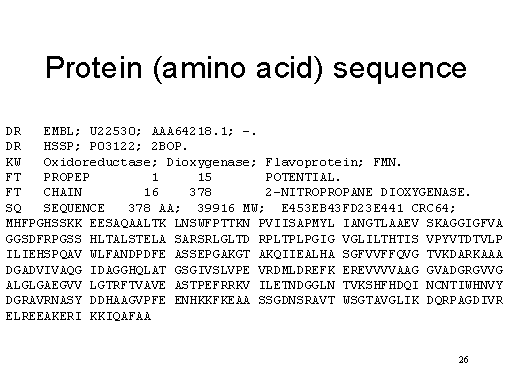 Protein (amino acid) sequence
DR EMBL; U22530; AAA64218.1; -.
DR HSSP; P03122; 2BOP.
KW Oxidoreductase; Dioxygenase; Flavoprotein; FMN.
FT PROPEP 1 15 POTENTIAL.
FT CHAIN 16 378 2-NITROPROPANE DIOXYGENASE.
SQ SEQUENCE 378 AA; 39916 MW; E453EB43FD23E441 CRC64;
MHFPGHSSKK EESAQAALTK LNSWFPTTKN PVIISAPMYL IANGTLAAEV SKAGGIGFVA
GGSDFRPGSS HLTALSTELA SARSRLGLTD RPLTPLPGIG VGLILTHTIS VPYVTDTVLP
ILIEHSPQAV WLFANDPDFE ASSEPGAKGT AKQIIEALHA SGFVVFFQVG TVKDARKAAA
DGADVIVAQG IDAGGHQLAT GSGIVSLVPE VRDMLDREFK EREVVVVAAG GVADGRGVVG
ALGLGAEGVV LGTRFTVAVE ASTPEFRRKV ILETNDGGLN TVKSHFHDQI NCNTIWHNVY
DGRAVRNASY DDHAAGVPFE ENHKKFKEAA SSGDNSRAVT WSGTAVGLIK DQRPAGDIVR
ELREEAKERI KKIQAFAA
26